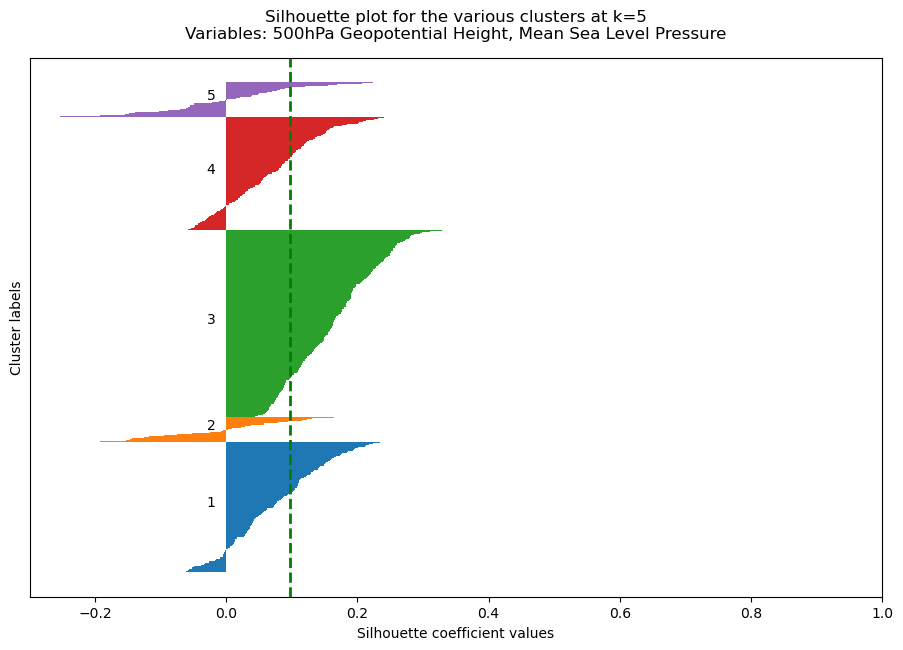 Silhouette plot for the various clusters at k=5
Variables: 500hPa Geopotential Height, Mean Sea Level Pressure
5
4
3
2
1
Cluster labels
−0.2 0.0 0.2 0.4 0.6 0.8 1.0
Silhouette coefficient values